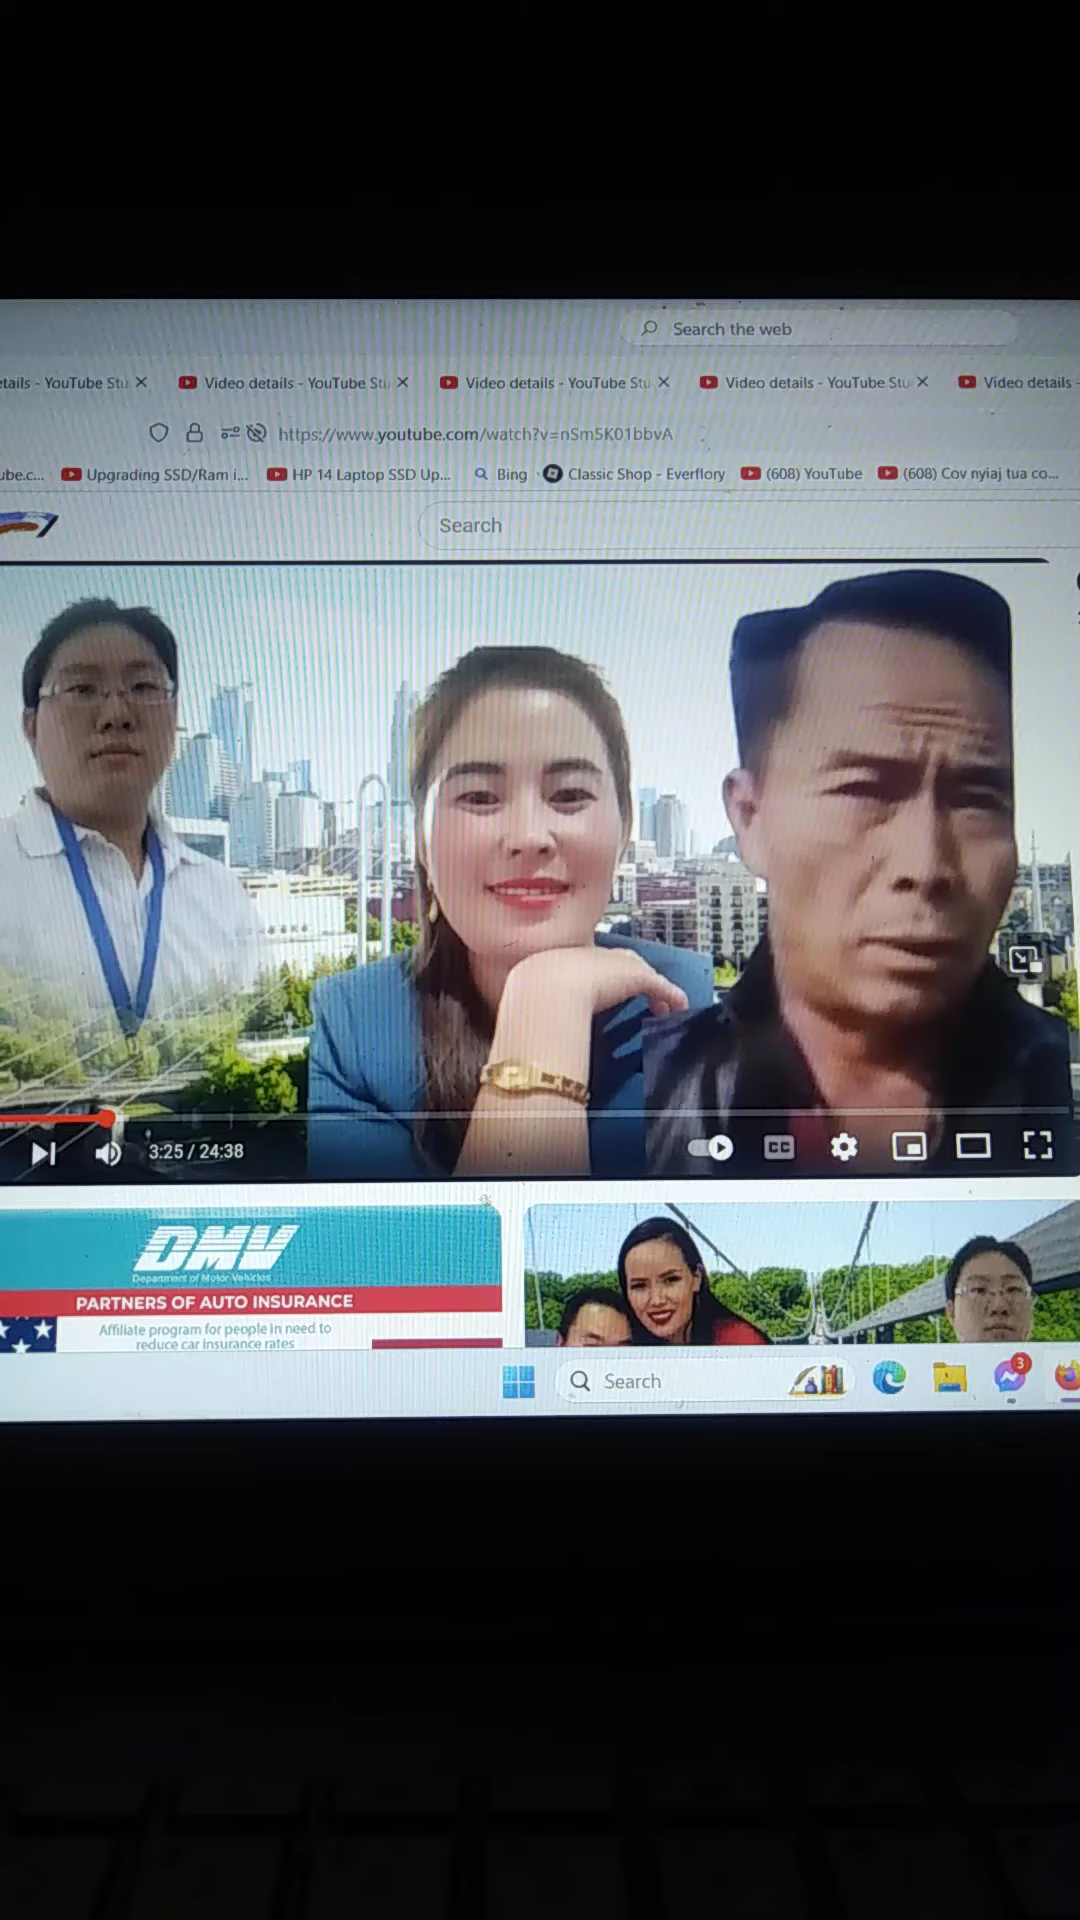 Search the web
etails - YouTube Stu
Video details - YouTube Stu
Video details - YouTube Stu
Video details - YouTube Stu
Video details -
https://www.youtube.com/watch?v=nSm5K01bbvA
ube.c...
Upgrading SSD/Ram i...
HP 14 Laptop SSD Up...
Bing
Classic Shop - Everflory
(608) YouTube
(608) Cov nyiaj tua co...
Search
3:25 / 24:38
CC
DMV
Department of Motor Vehicles
PARTNERS OF AUTO INSURANCE
Affiliate program for people in need to
reduce car insurance rates
Search
3